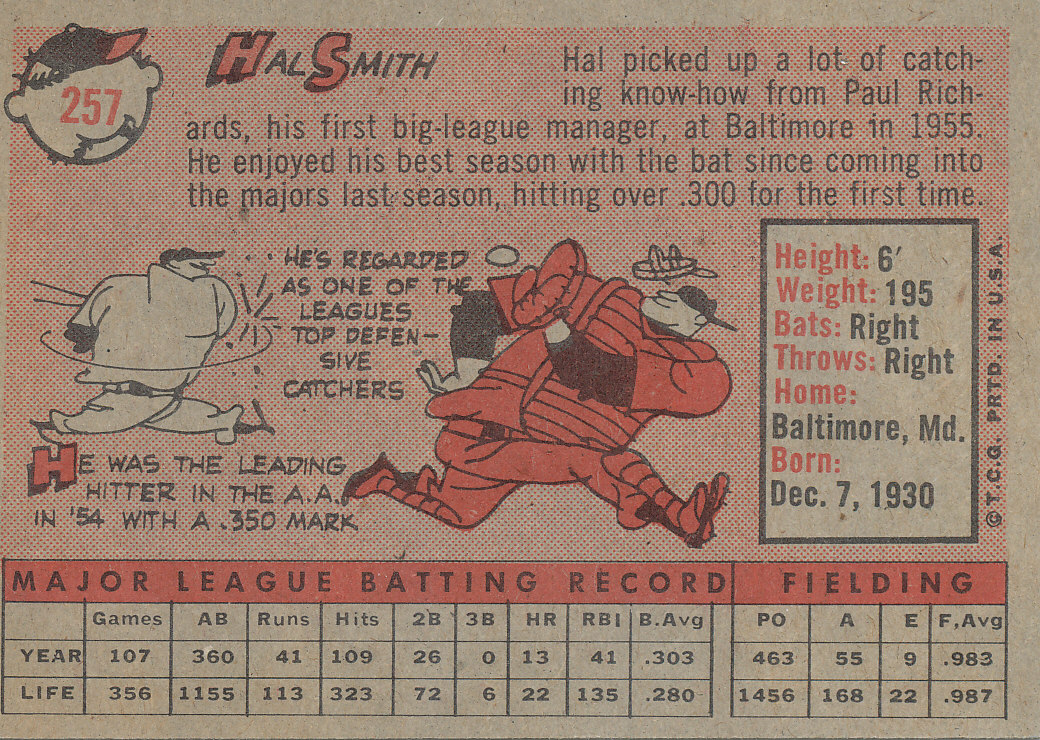 257
HAL SMITH
Hal picked up a lot of catch-
ing know-how from Paul Rich-
ards, his first big-league manager, at Baltimore in 1955.
He enjoyed his best season with the bat since coming into
the majors last season, hitting over .300 for the first time.
HE'S REGARDED
AS ONE OF THE
LEAGUES
TOP DEFEN-
SIVE
CATCHERS
HE WAS THE LEADING
HITTER IN THE A.A.
IN '54 WITH A .350 MARK
Height: 6'
Weight: 195
Bats: Right
Throws: Right
Home:
Baltimore, Md.
Born:
Dec. 7, 1930
© T.C.G. PRTD. IN U.S.A.
MAJOR LEAGUE BATTING RECORD FIELDING
Games AB Runs Hits 2B 3B HR RBI B.Avg PO A E F,Avg
YEAR 107 360 41 109 26 0 13 41 .303 463 55 9 .983
LIFE 356 1155 113 323 72 6 22 135 .280 1456 168 22 .987